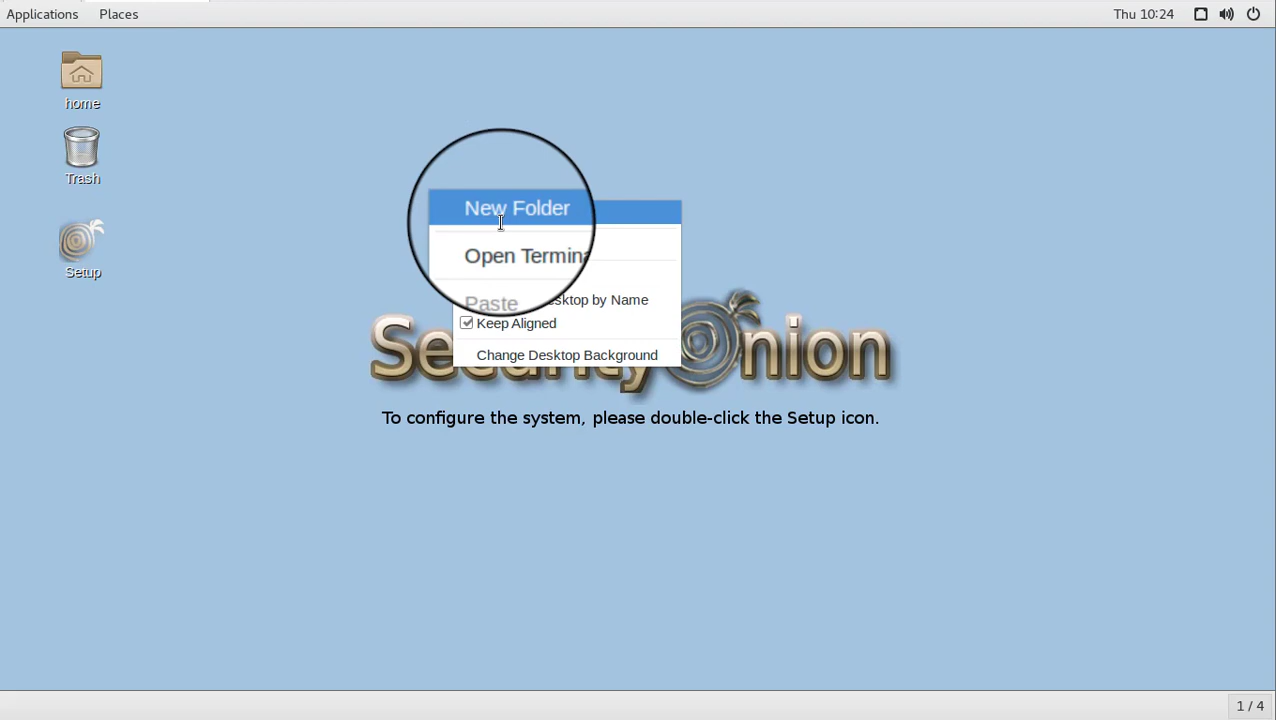 Applications Places Thu 10:24
home
Trash
Setup
New Folder
Open Termina
Paste
sktop by Name
Keep Aligned
Change Desktop Background
Se y nion
To configure the system, please double-click the Setup icon.
1 / 4